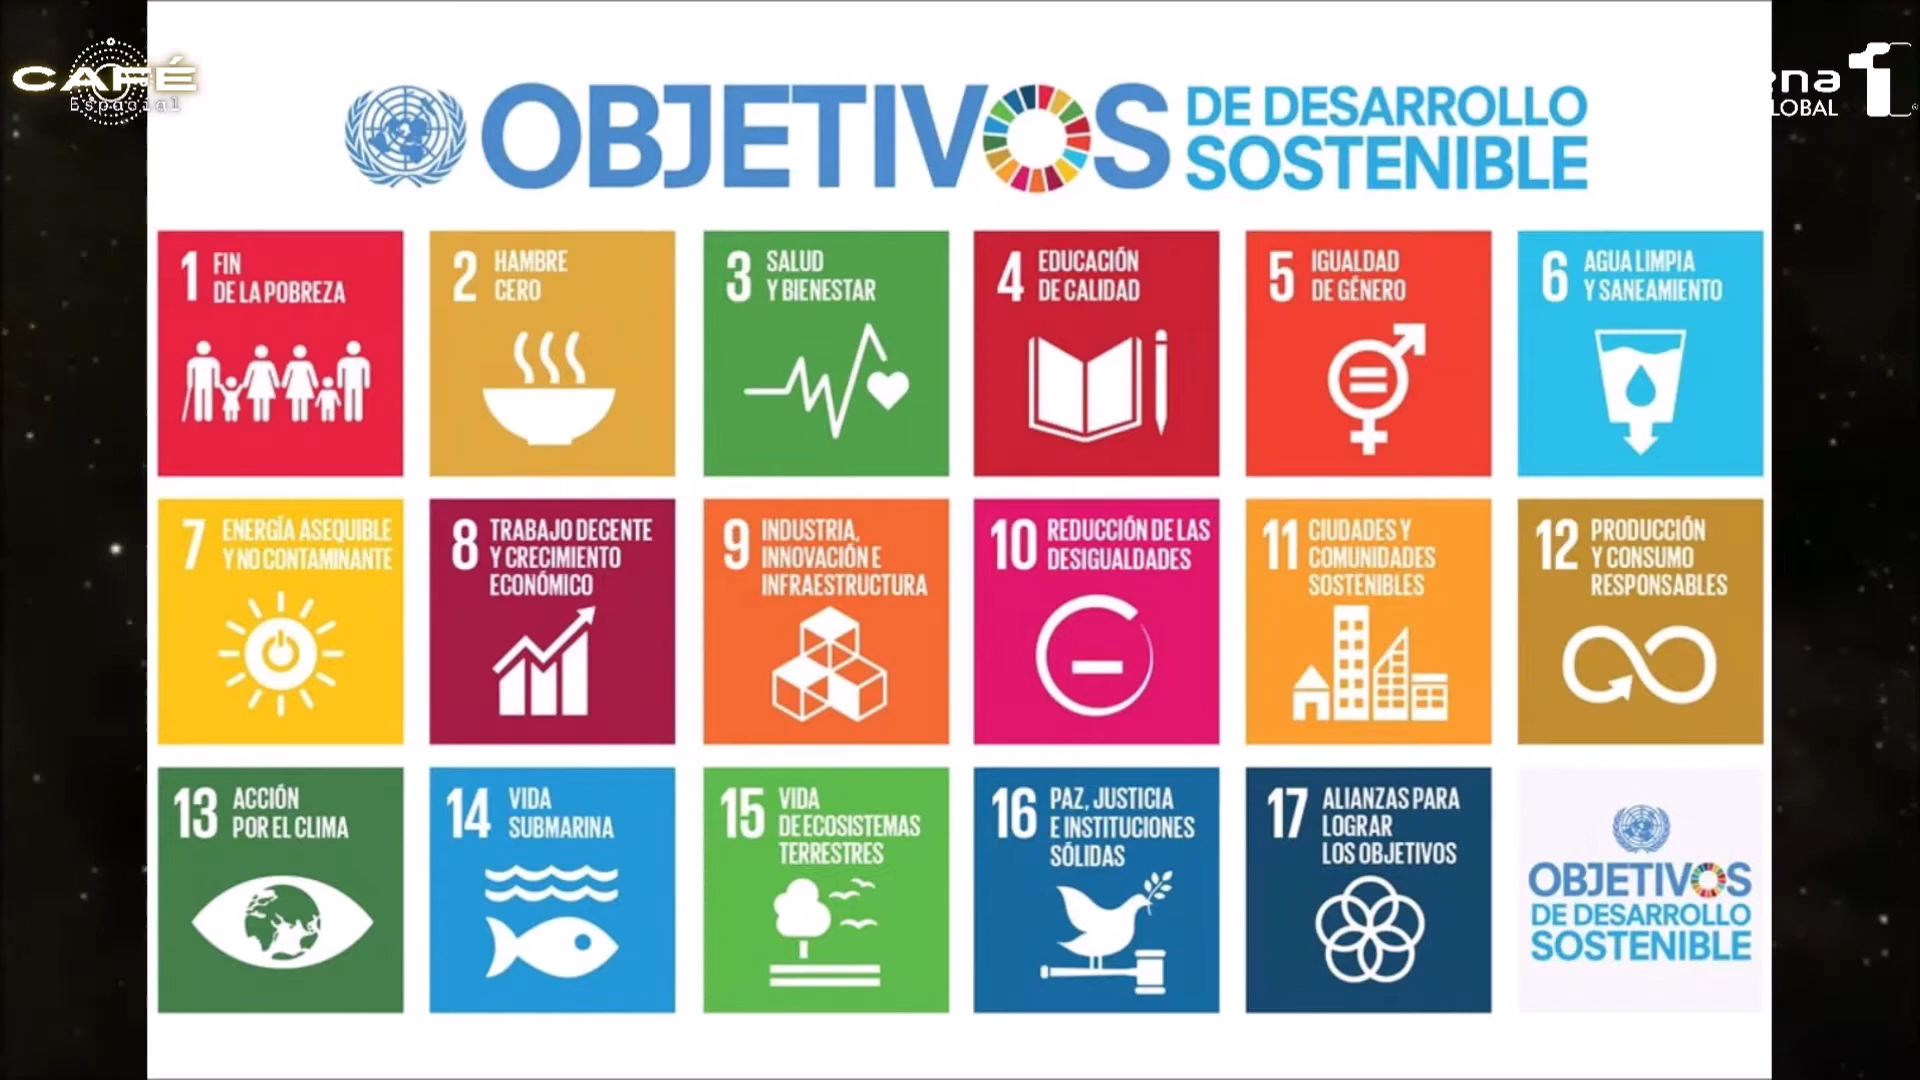 CAFÉ
Espacial
ena
LOBAL
OBJETIVOS
DE DESARROLLO
SOSTENIBLE
1 FIN
DE LA POBREZA
2 HAMBRE
CERO
3 SALUD
Y BIENESTAR
4 EDUCACIÓN
DE CALIDAD
5 IGUALDAD
DE GÉNERO
6 AGUA LIMPIA
Y SANEAMIENTO
7 ENERGÍA ASEQUIBLE
Y NO CONTAMINANTE
8 TRABAJO DECENTE
Y CRECIMIENTO
ECONÓMICO
9 INDUSTRIA,
INNOVACIÓN E
INFRAESTRUCTURA
10 REDUCCIÓN DE LAS
DESIGUALDADES
11 CIUDADES Y
COMUNIDADES
SOSTENIBLES
12 PRODUCCIÓN
Y CONSUMO
RESPONSABLES
13 ACCIÓN
POR EL CLIMA
14 VIDA
SUBMARINA
15 VIDA
DE ECOSISTEMAS
TERRESTRES
16 PAZ, JUSTICIA
E INSTITUCIONES
SÓLIDAS
17 ALIANZAS PARA
LOGRAR
LOS OBJETIVOS
OBJETIVOS
DE DESARROLLO
SOSTENIBLE